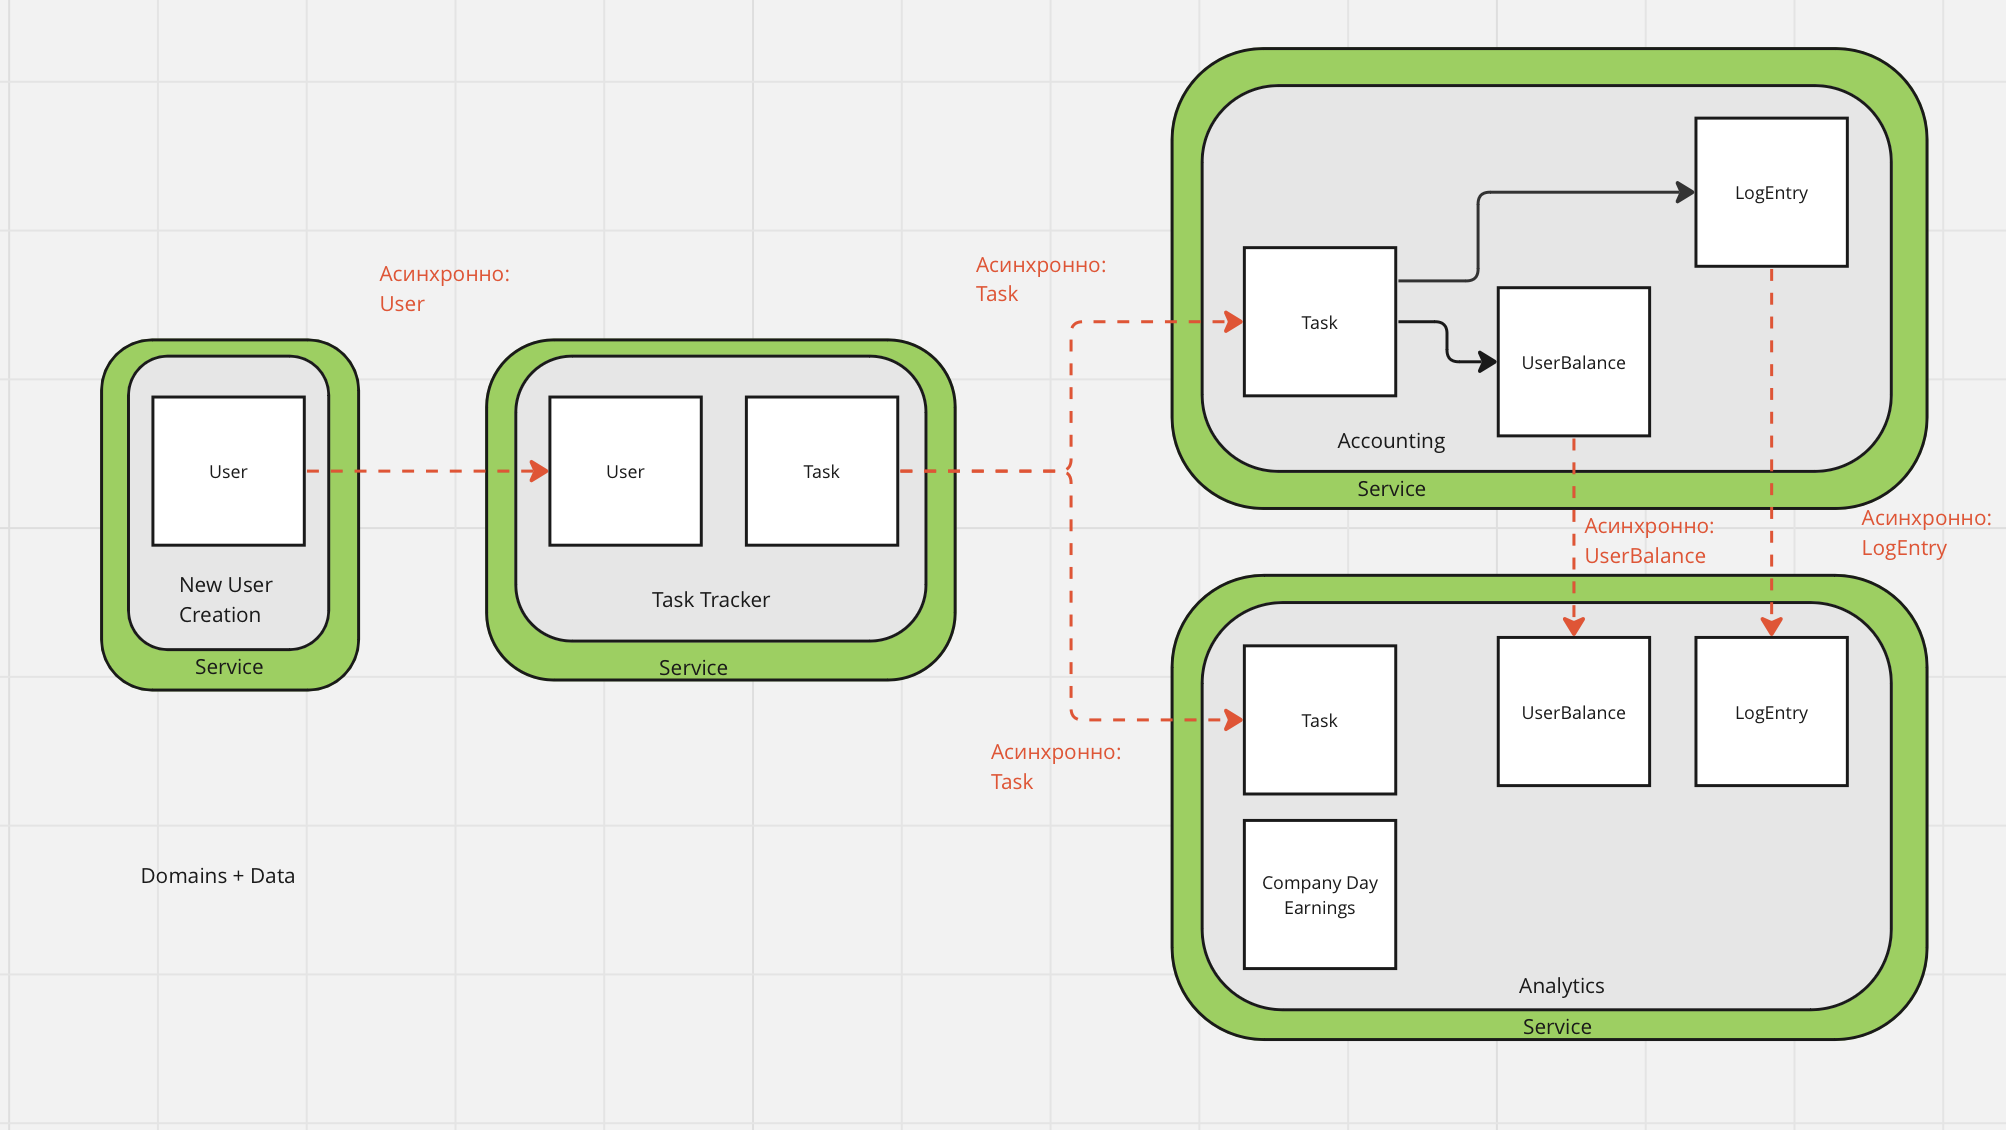 Асинхронно:
User
User
New User
Creation
Service
User
Task
Task Tracker
Service
Асинхронно:
Task
Асинхронно:
Task
LogEntry
Task
UserBalance
Accounting
Service
Асинхронно:
UserBalance
Асинхронно:
LogEntry
Task
UserBalance
LogEntry
Company Day
Earnings
Analytics
Service
Domains + Data